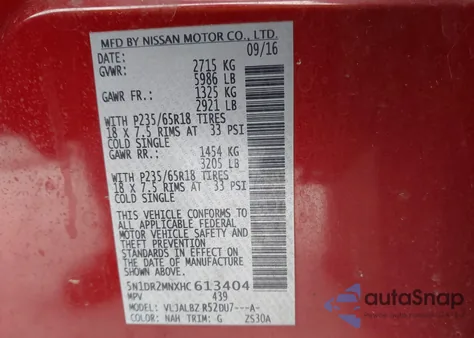 MFD BY NISSAN MOTOR CO., LTD.
DATE: 09/16
GVWR: 2715 KG
5986 LB
GAWR FR.: 1325 KG
2921 LB
WITH P235/65R18 TIRES
18 X 7.5 RIMS AT 33 PSI
COLD SINGLE
GAWR RR.: 1454 KG
3205 LB
WITH P235/65R18 TIRES
18 X 7.5 RIMS AT 33 PSI
COLD SINGLE
THIS VEHICLE CONFORMS TO
ALL APPLICABLE FEDERAL
MOTOR VEHICLE SAFETY AND
THEFT PREVENTION
STANDARDS IN EFFECT ON
THE DATE OF MANUFACTURE
SHOWN ABOVE.
5N1DR2MNXHC613404
MPV 439
MODEL: VLJALBZ R52DU7---A-
COLOR: NAH TRIM: G ZS30A
autoSnap